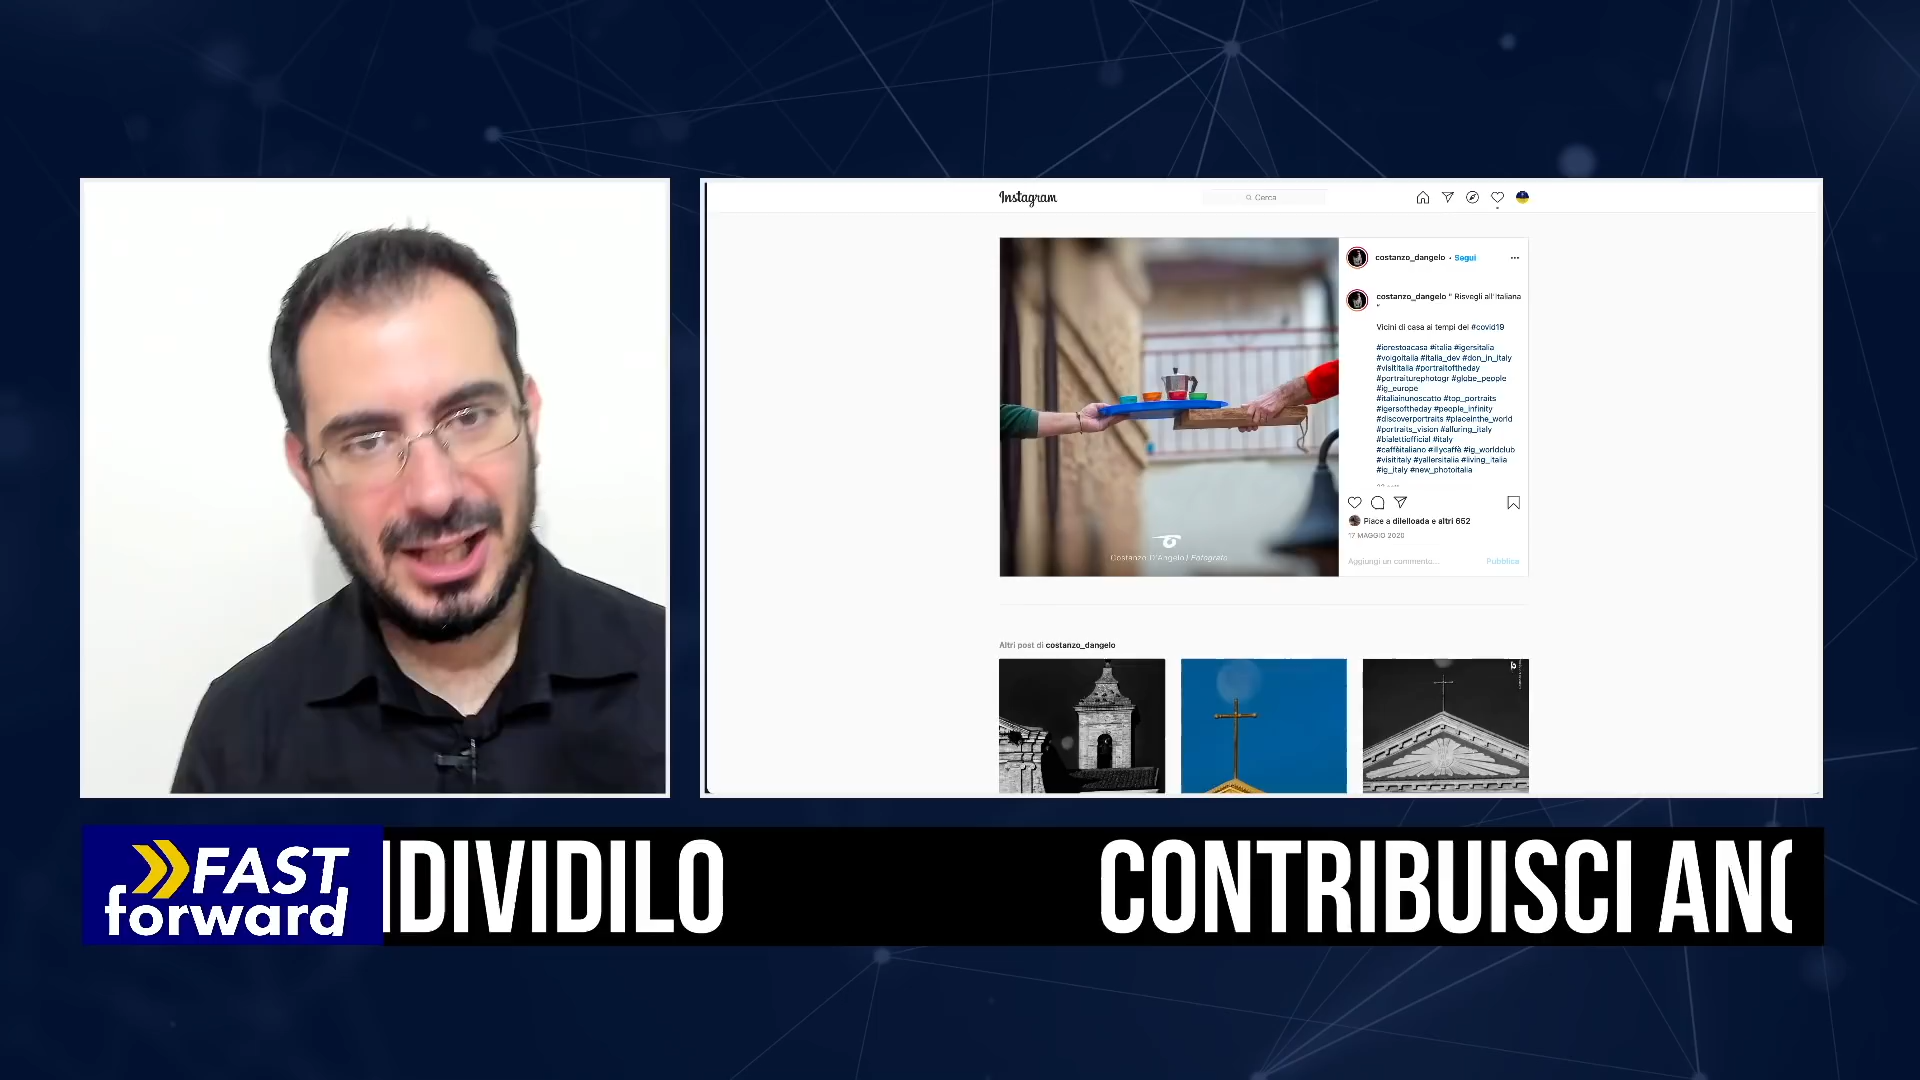 Instagram
Cerca
costanzo_dangelo • Segui
costanzo_dangelo " Risvegli all'italiana
"
Vicini di casa ai tempi del #covid19
#iorestoacasa #italia #igersitalia
#volgoitalia #italia_dev #don_in_italy
#visititalia #portraitoftheday
#portraiturephotogr #globe_people
#ig_europe
#italiainunoscatto #top_portraits
#igersoftheday #people_infinity
#discoverportraits #placeintheworld
#portraits_vision #alluring_italy
#bialettiofficial #italy
#caffèitaliano #illycaffè #ig_worldclub
#visititaly #yallersitalia #living_italia
#ig_italy #new_photoitalia
Piace a dilelloada e altri 652
17 MAGGIO 2020
Aggiungi un commento... Pubblica
Costanzo D'Angelo | Fotografo
Altri post di costanzo_dangelo
FAST
forward
DIVIDILO CONTRIBUISCI ANC